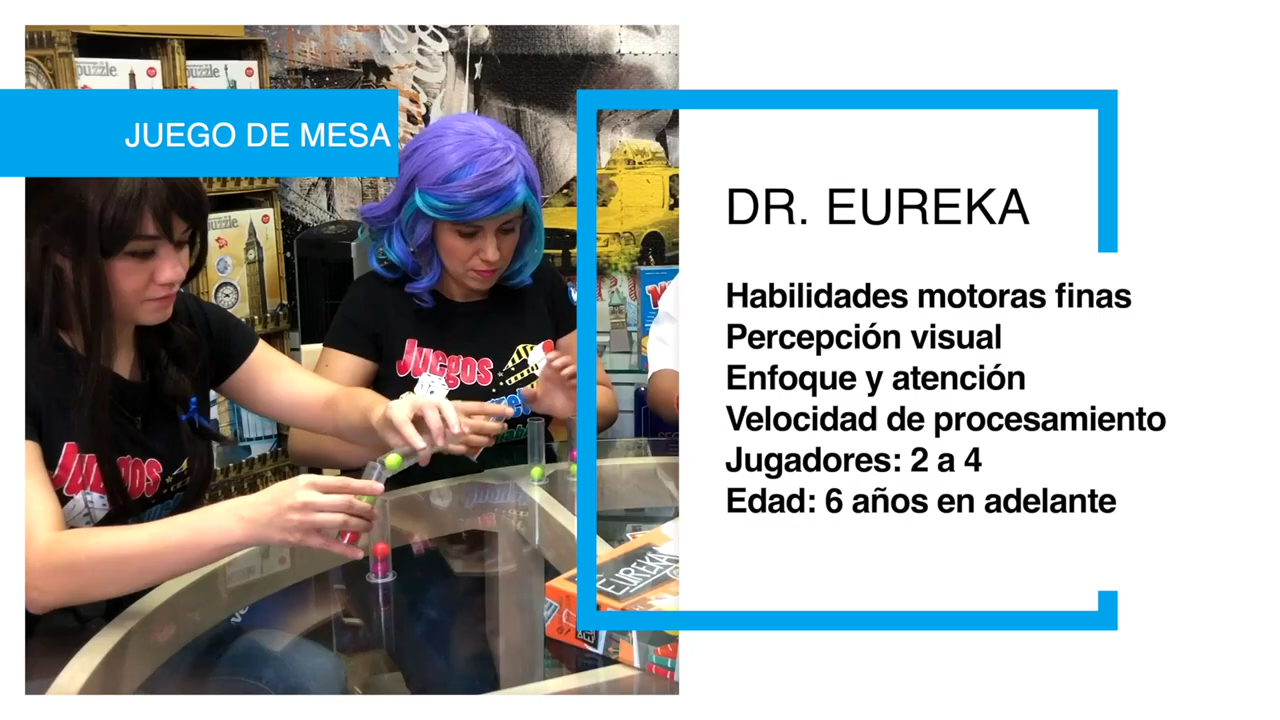 puzzle
puzzle
JUEGO DE MESA
DR. EUREKA
puzzle
Habilidades motoras finas
Percepción visual
Enfoque y atención
Velocidad de procesamiento
Jugadores: 2 a 4
Edad: 6 años en adelante
Juegos
Juegos
EUREKA